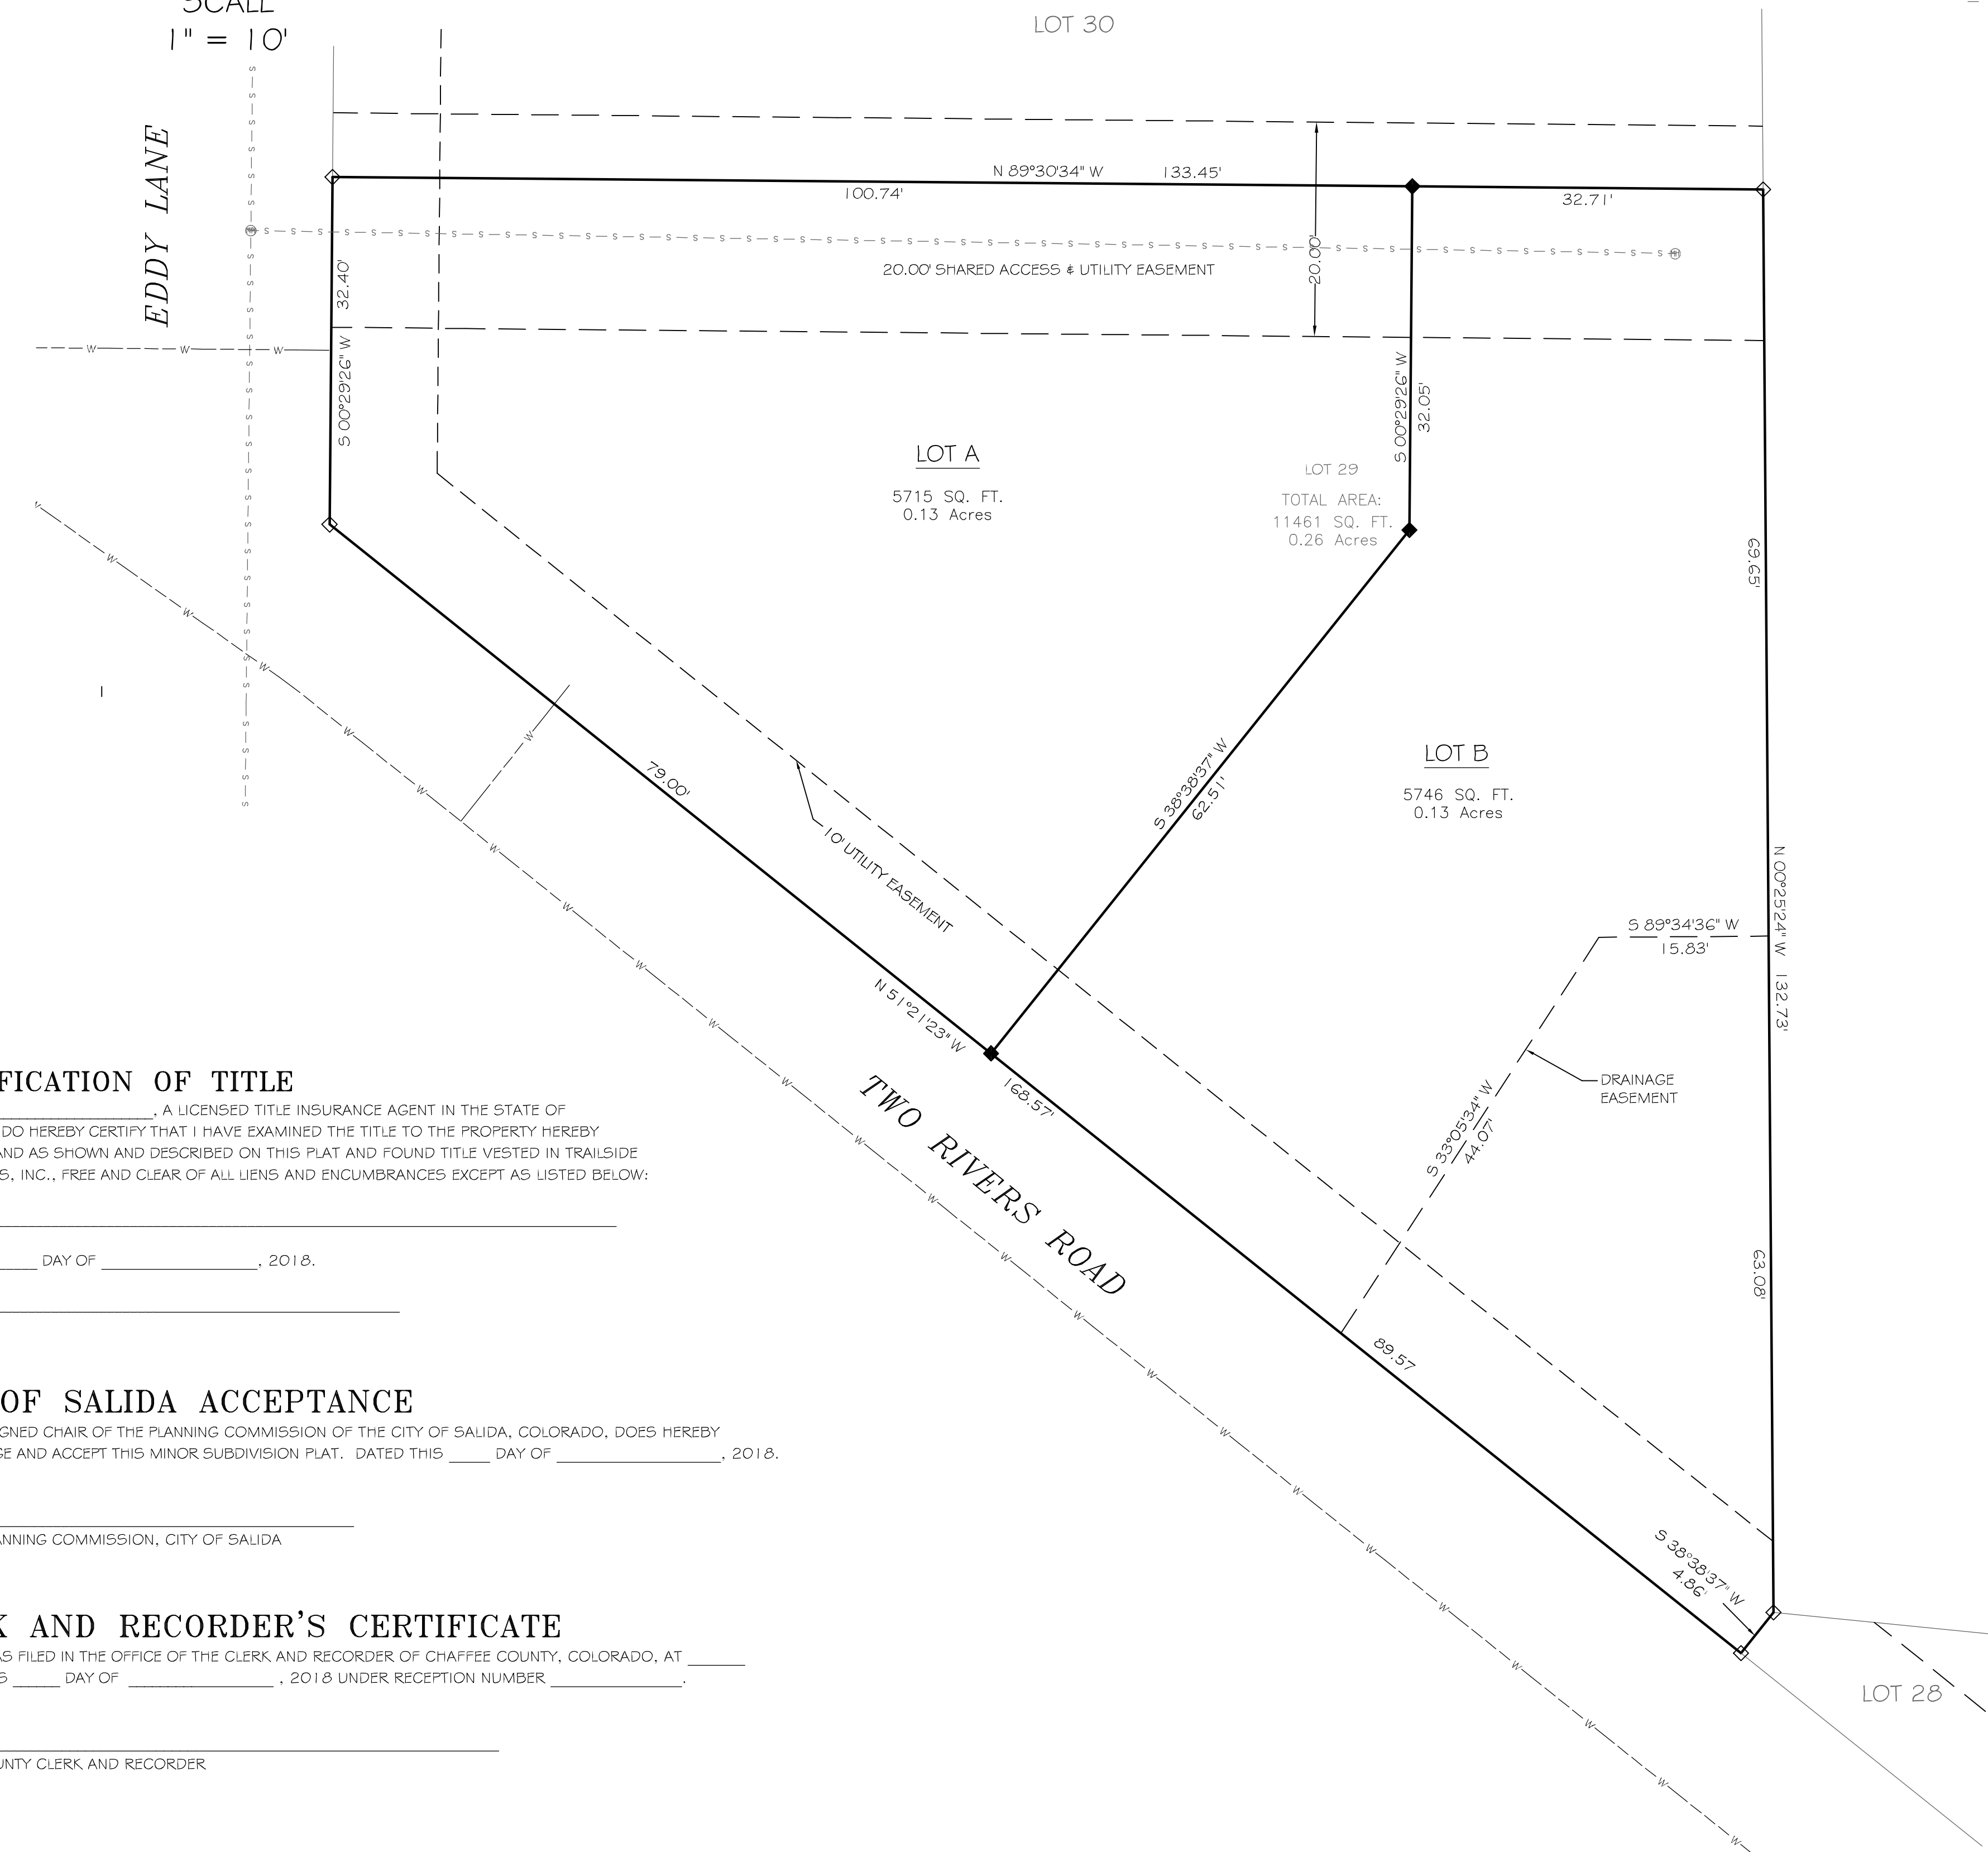 SCALE
1" = 10'
LOT 30
EDDY LANE
N 89°30'34" W 133.45'
100.74'
32.71'
20.00' SHARED ACCESS & UTILITY EASEMENT
20.00'
32.40'
S 00°29'26" W
S 00°29'26" W
32.05'
LOT A
5715 SQ. FT.
0.13 Acres
LOT 29
TOTAL AREA:
11461 SQ. FT.
0.26 Acres
69.65'
LOT B
5746 SQ. FT.
0.13 Acres
S 38°38'37" W
62.51'
79.00'
10' UTILITY EASEMENT
N 51°21'23" W
168.57'
TWO RIVERS ROAD
S 89°34'36" W
15.83'
N 00°25'24" W 132.73'
DRAINAGE
EASEMENT
S 33°05'34" W
44.07'
63.08'
89.57
S 38°38'37" W
4.86'
LOT 28
FICATION OF TITLE
, A LICENSED TITLE INSURANCE AGENT IN THE STATE OF
DO HEREBY CERTIFY THAT I HAVE EXAMINED THE TITLE TO THE PROPERTY HEREBY
AND AS SHOWN AND DESCRIBED ON THIS PLAT AND FOUND TITLE VESTED IN TRAILSIDE
S, INC., FREE AND CLEAR OF ALL LIENS AND ENCUMBRANCES EXCEPT AS LISTED BELOW:
____ DAY OF ________________, 2018.
OF SALIDA ACCEPTANCE
IGNED CHAIR OF THE PLANNING COMMISSION OF THE CITY OF SALIDA, COLORADO, DOES HEREBY
GE AND ACCEPT THIS MINOR SUBDIVISION PLAT. DATED THIS ____ DAY OF ________________, 2018.
ANNING COMMISSION, CITY OF SALIDA
K AND RECORDER'S CERTIFICATE
AS FILED IN THE OFFICE OF THE CLERK AND RECORDER OF CHAFFEE COUNTY, COLORADO, AT ______
S _____ DAY OF ______________ , 2018 UNDER RECEPTION NUMBER _____________.
UNTY CLERK AND RECORDER